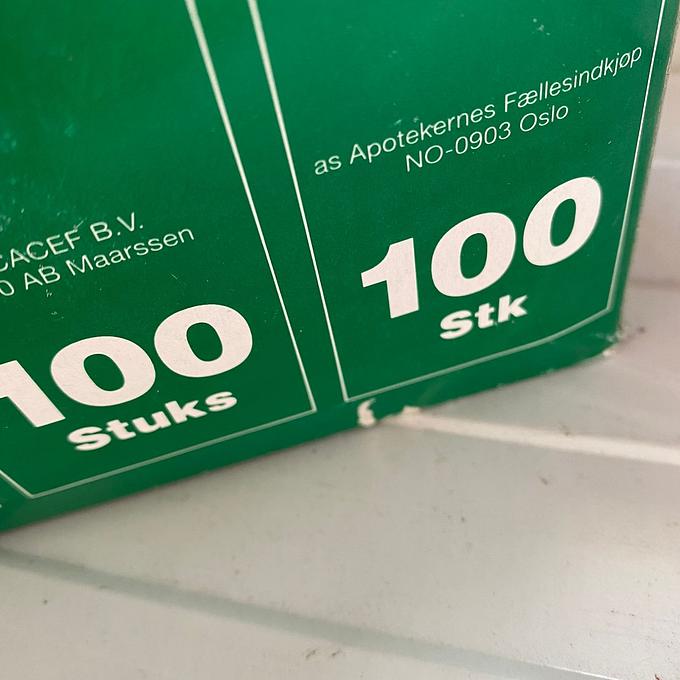 CACEF B.V.
0 AB Maarssen
100
Stuks
as Apotekernes Fællesindkjøp
NO-0903 Oslo
100
Stk